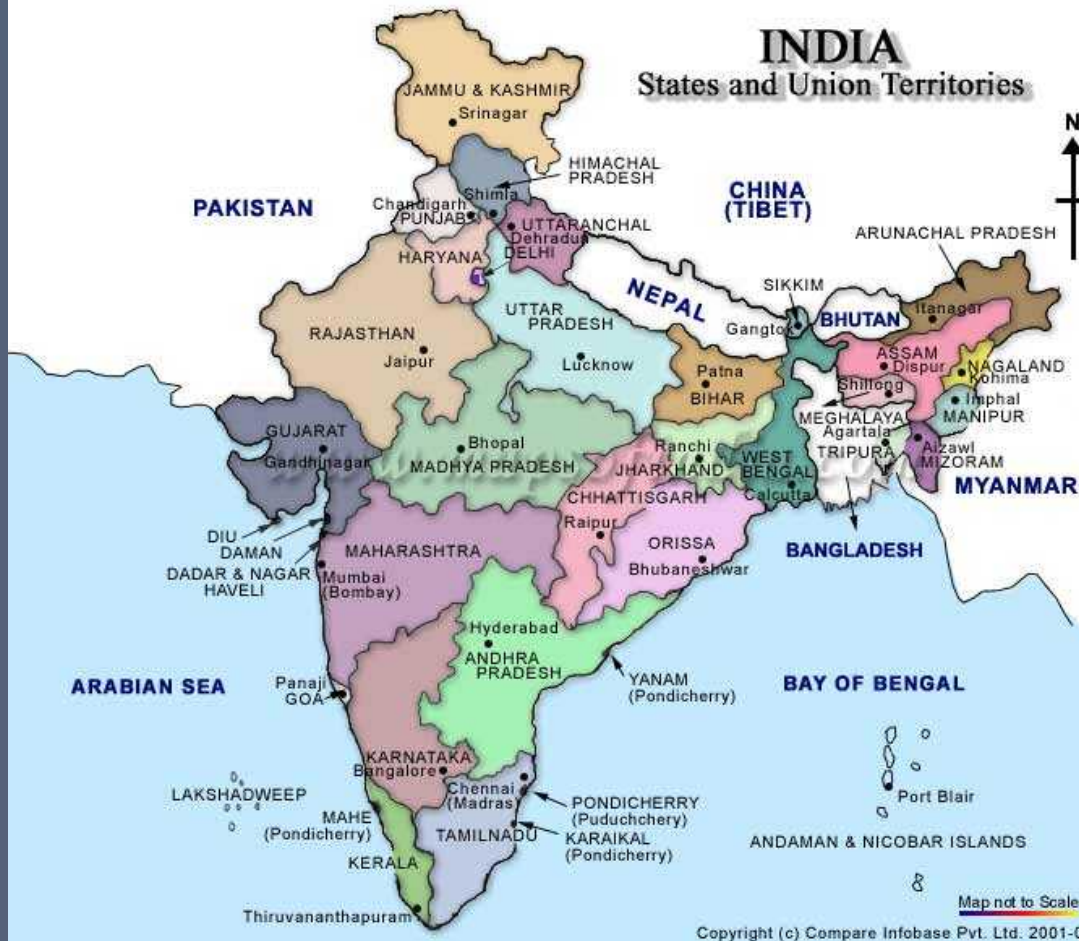 INDIA
States and Union Territories
N
JAMMU & KASHMIR
Srinagar
HIMACHAL
PRADESH
Shimla
Chandigarh
PUNJAB
PAKISTAN
CHINA
(TIBET)
UTTARANCHAL
Dehradun
DELHI
HARYANA
ARUNACHAL PRADESH
NEPAL
SIKKIM
Gangtok
BHUTAN
Itanagar
UTTAR
PRADESH
Lucknow
RAJASTHAN
Jaipur
ASSAM
Dispur
NAGALAND
Kohima
Patna
BIHAR
Shillong
Imphal
MANIPUR
MEGHALAYA
Agartala
TRIPURA
Aizawl
MIZORAM
GUJARAT
Gandhinagar
Bhopal
MADHYA PRADESH
Ranchi
JHARKHAND
WEST
BENGAL
Calcutta
MYANMAR
CHHATTISGARH
Raipur
DIU
DAMAN
DADAR & NAGAR
HAVELI
MAHARASHTRA
Mumbai
(Bombay)
ORISSA
Bhubaneshwar
BANGLADESH
Hyderabad
ANDHRA
PRADESH
YANAM
(Pondicherry)
ARABIAN SEA
Panaji
GOA
BAY OF BENGAL
KARNATAKA
Bangalore
Chennai
(Madras)
PONDICHERRY
(Puduchchery)
LAKSHADWEEP
MAHE
(Pondicherry)
TAMILNADU
KARAIKAL
(Pondicherry)
Port Blair
ANDAMAN & NICOBAR ISLANDS
KERALA
Thiruvananthapuram
Map not to Scale
Copyright (c) Compare Infobase Pvt. Ltd. 2001-0